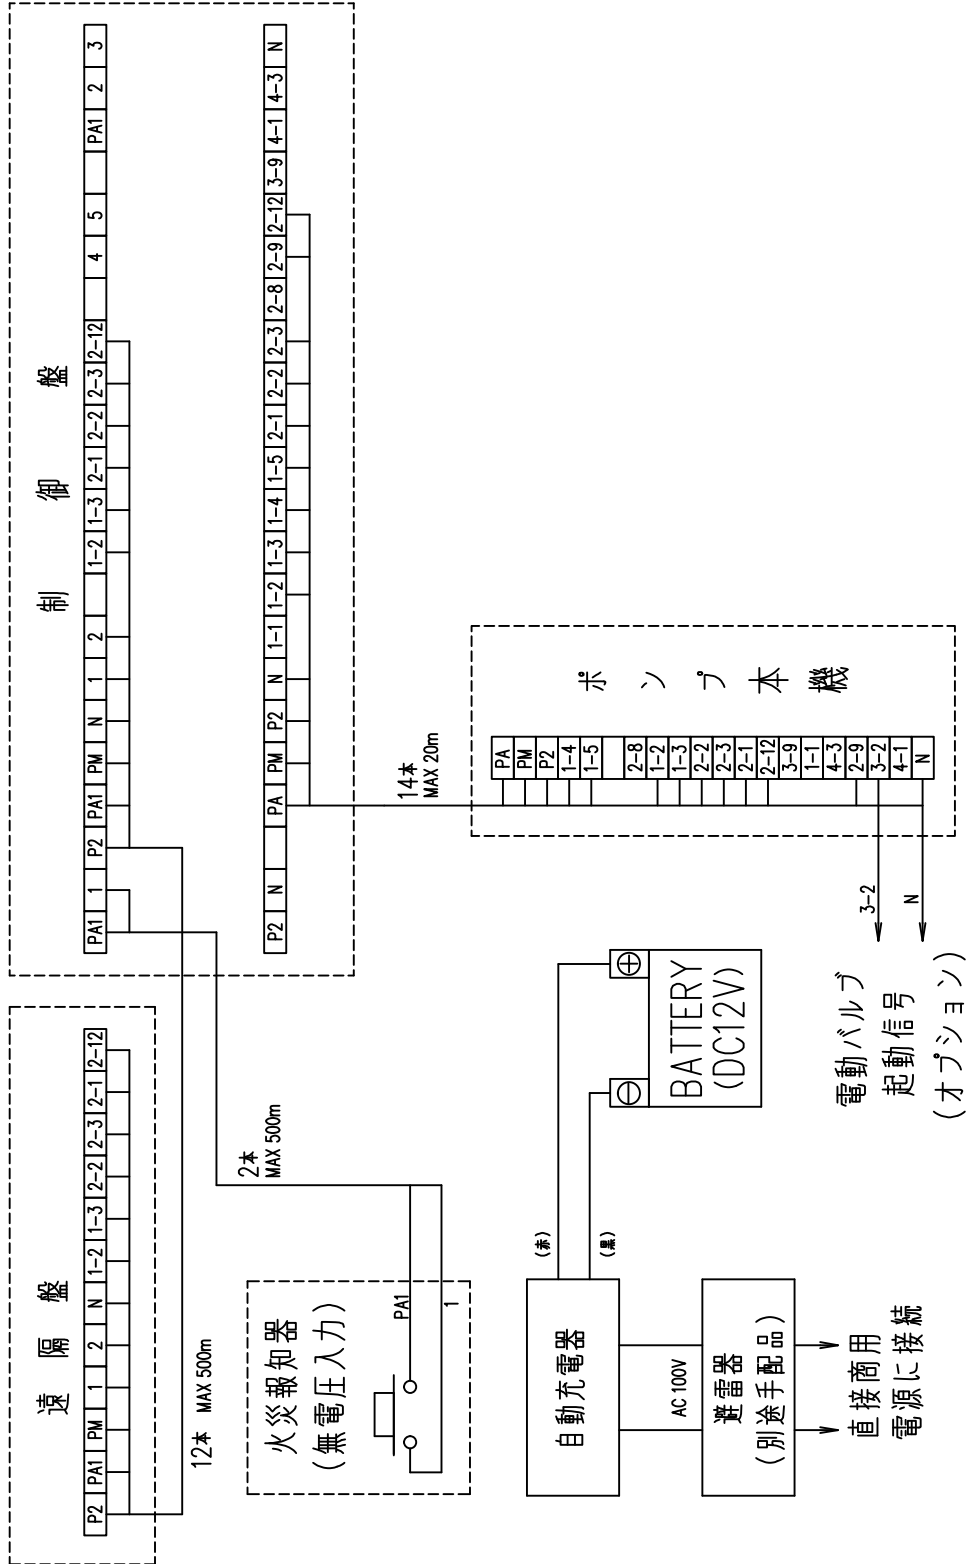 遠隔盤
P2 PA1 PM 1 2 N 1-2 1-3 2-2 2-3 2-1 2-12
12本 MAX 500m
制御盤
PA1 1 P2 PA1 PM N 1 2 1-2 1-3 2-1 2-2 2-3 2-12 4 5 PA1 2 3
P2 N PA PM P2 N 1-1 1-2 1-3 1-4 1-5 2-1 2-2 2-3 2-8 2-9 2-12 3-9 4-1 4-3 N
2本
MAX 500m
火災報知器
(無電圧入力)
PA1
1
14本
MAX 20m
ポンプ本機
PA
PM
P2
1-4
1-5
2-8
1-2
1-3
2-2
2-3
2-1
2-12
3-9
1-1
4-3
2-9
3-2
4-1
N
3-2
N
電動バルブ
起動信号
(オプション)
自動充電器
(赤)
(黒)
BATTERY
(DC12V)
AC 100V
避雷器
(別途手配品)
直接商用
電源に接続